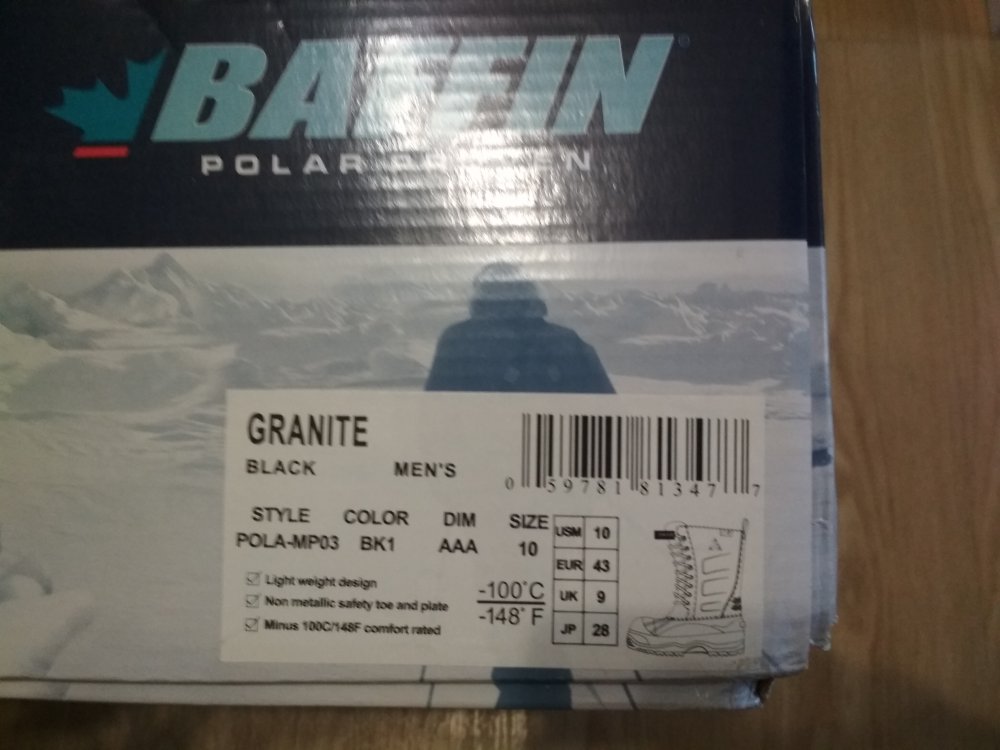 BAFFIN
POLAR PROVEN
GRANITE
BLACK MEN'S
0 59781 81347 7
STYLE COLOR DIM SIZE
POLA-MP03 BK1 AAA 10
Light weight design
Non metallic safety toe and plate
Minus 100C/148F comfort rated
-100°C
-148°F
USM 10
EUR 43
UK 9
JP 28